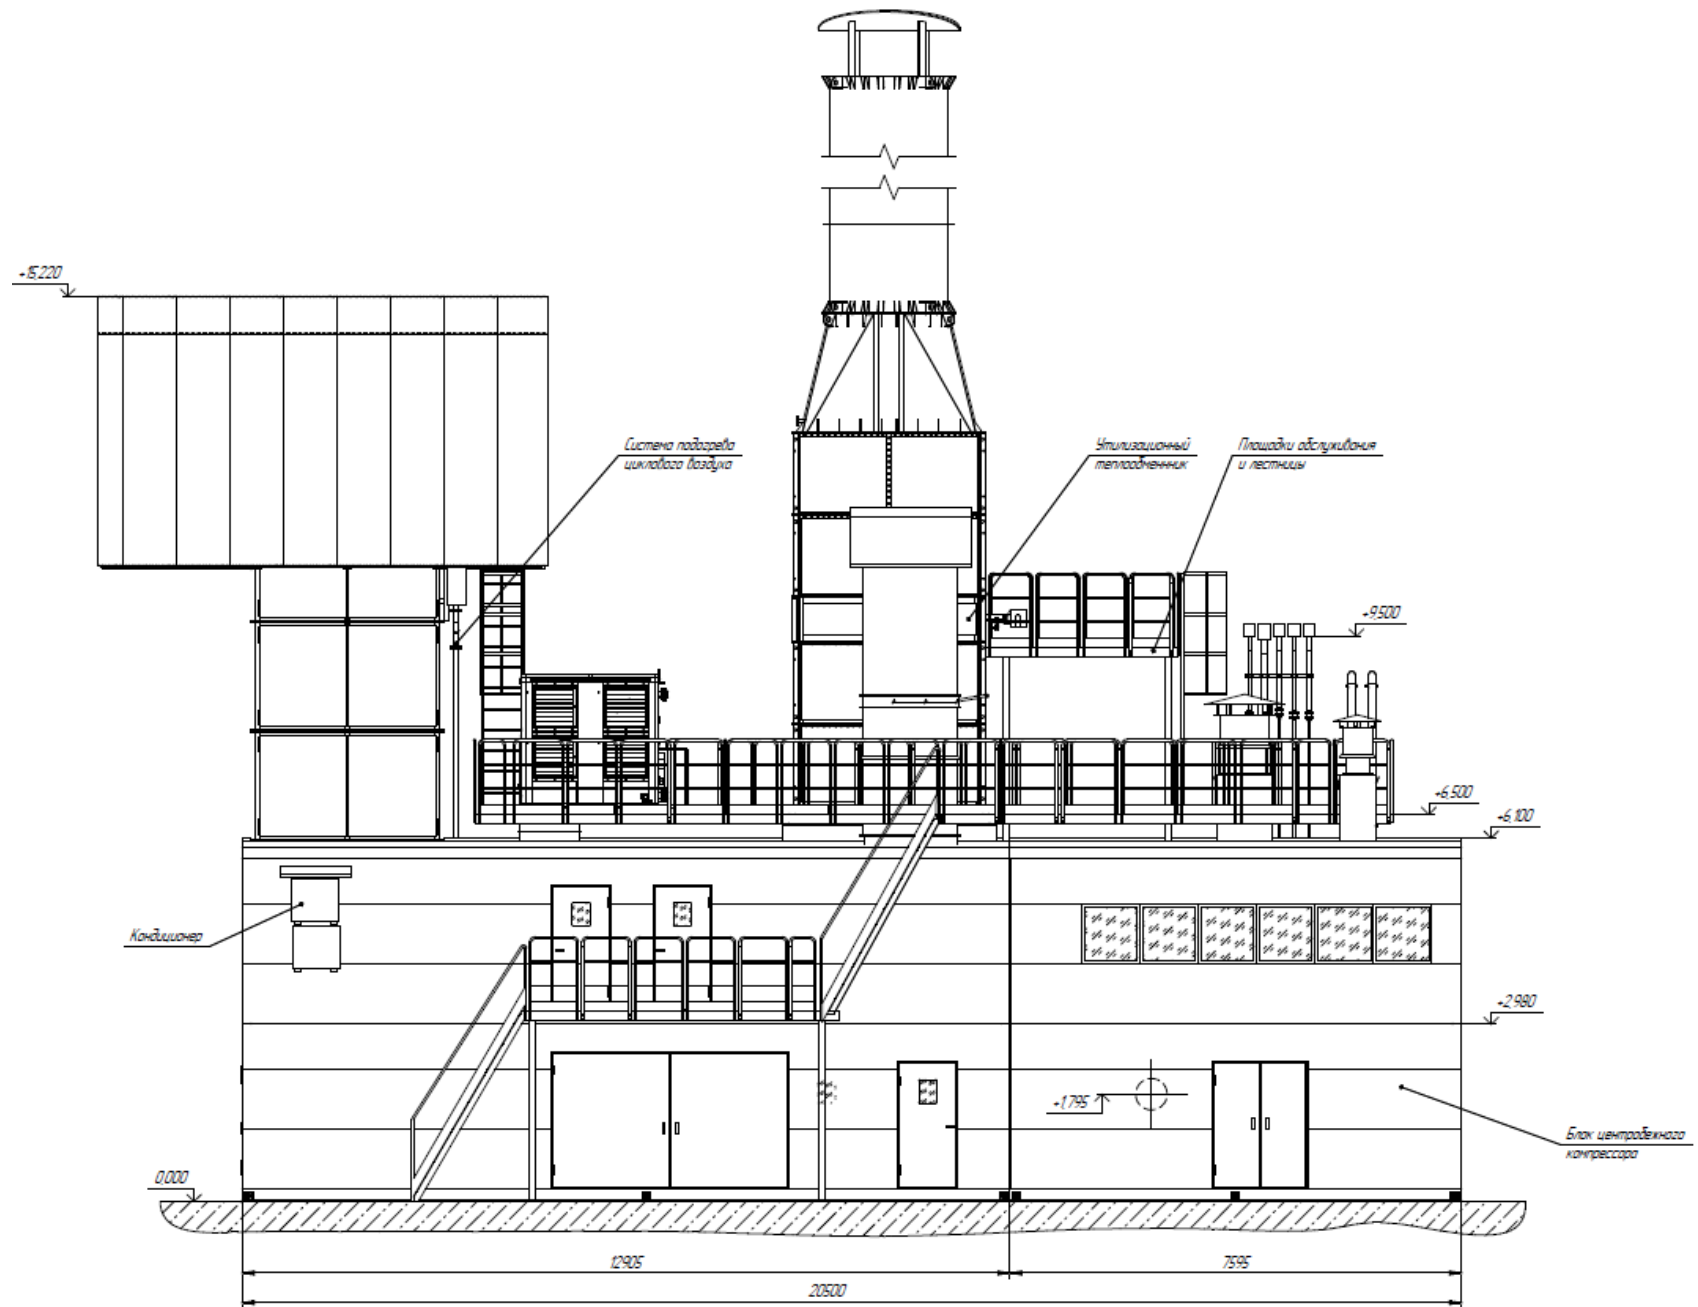 +15,220
Система подогрева
циклового воздуха
Утилизационный
теплообменник
Площадки обслуживания
и лестницы
+9,500
+6,500
+6,100
Кондиционер
+2,980
+1,795
Блок центробежного
компрессора
0,000
12905
7595
20500